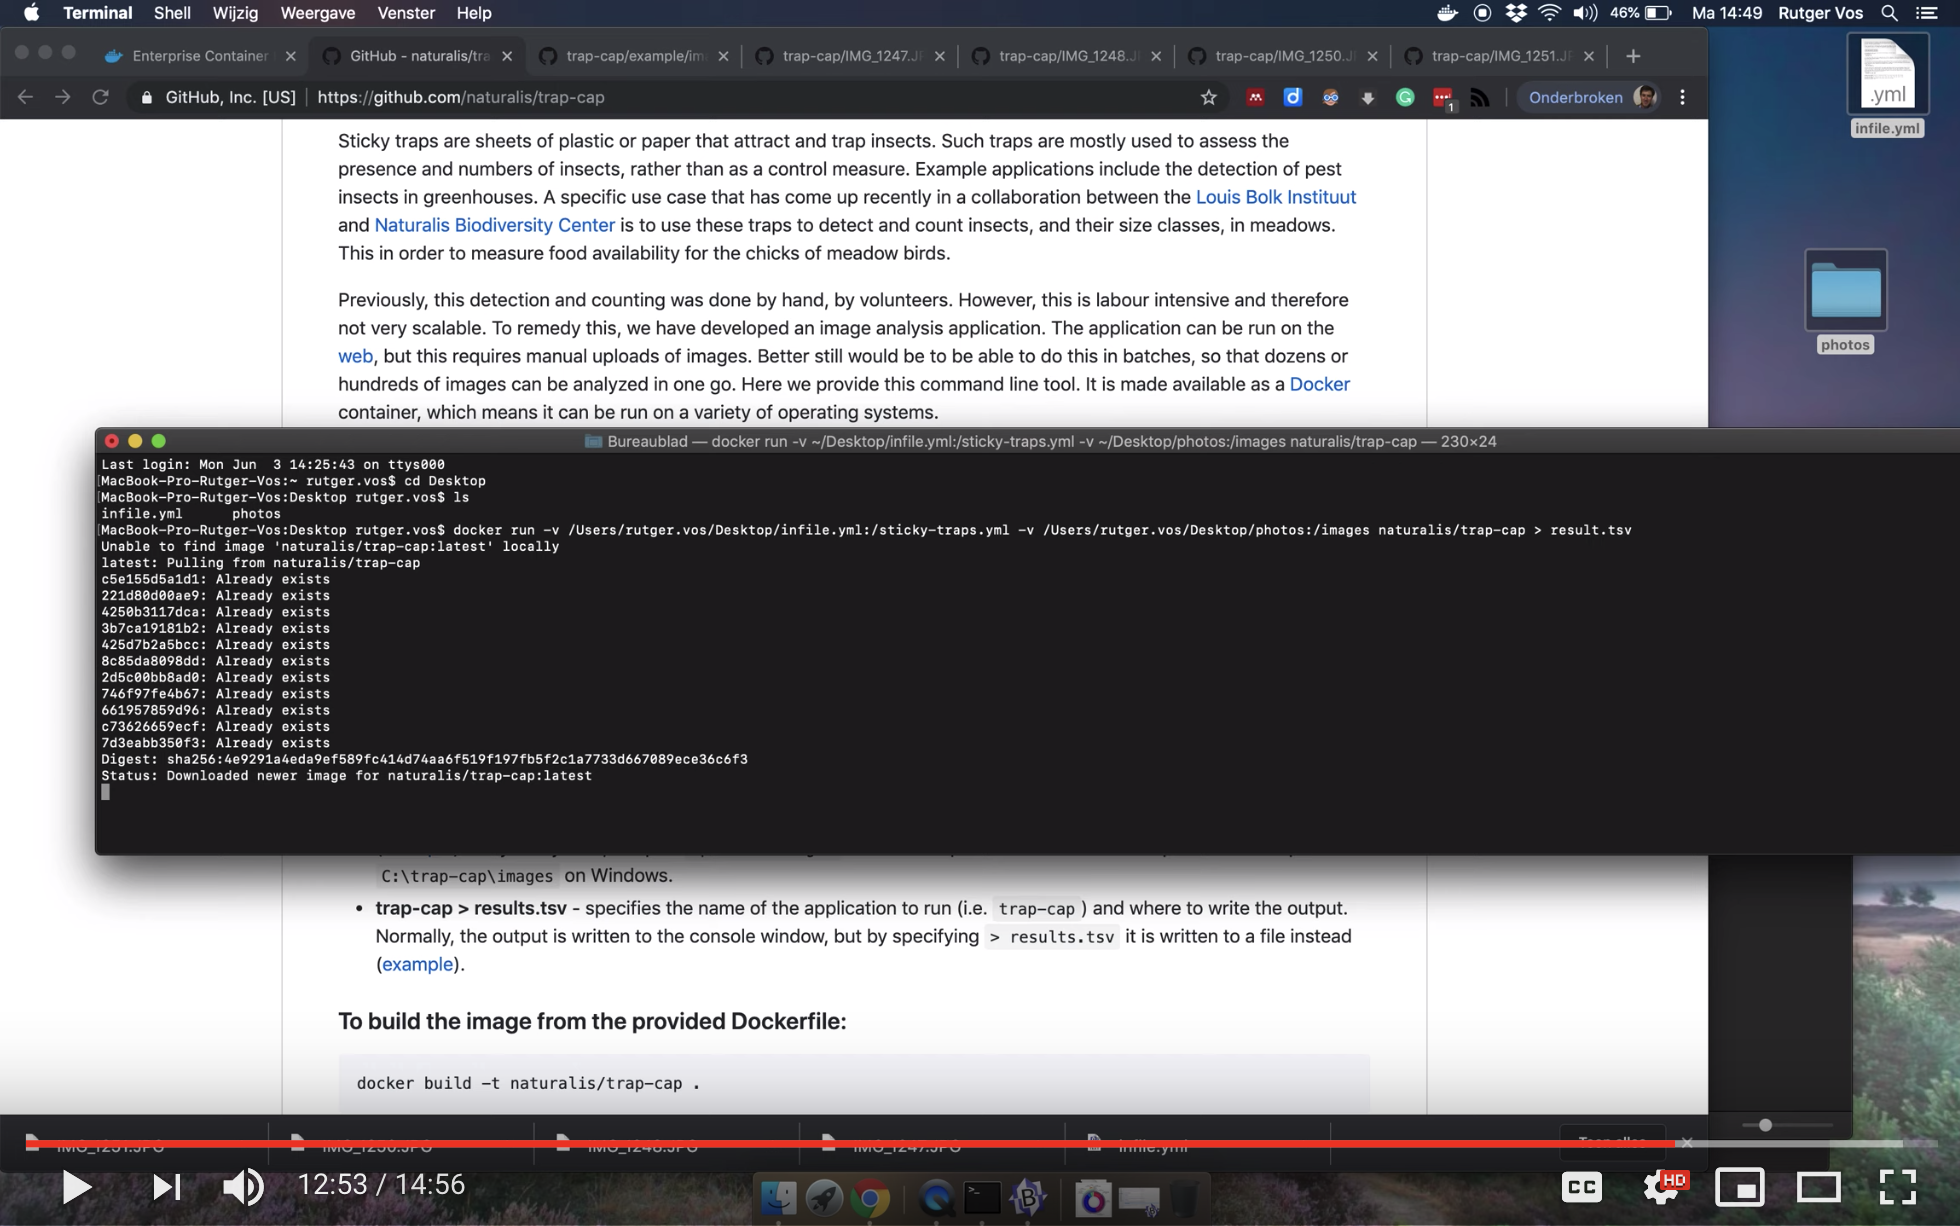 Terminal Shell Wijzig Weergave Venster Help 46% Ma 14:49 Rutger Vos
Enterprise Container GitHub - naturalis/tra trap-cap/example/im trap-cap/IMG_1247.J trap-cap/IMG_1248.J trap-cap/IMG_1250.J trap-cap/IMG_1251.J
GitHub, Inc. [US] https://github.com/naturalis/trap-cap 1 Onderbroken
.yml
infile.yml
photos
Sticky traps are sheets of plastic or paper that attract and trap insects. Such traps are mostly used to assess the
presence and numbers of insects, rather than as a control measure. Example applications include the detection of pest
insects in greenhouses. A specific use case that has come up recently in a collaboration between the Louis Bolk Instituut
and Naturalis Biodiversity Center is to use these traps to detect and count insects, and their size classes, in meadows.
This in order to measure food availability for the chicks of meadow birds.
Previously, this detection and counting was done by hand, by volunteers. However, this is labour intensive and therefore
not very scalable. To remedy this, we have developed an image analysis application. The application can be run on the
web, but this requires manual uploads of images. Better still would be to be able to do this in batches, so that dozens or
hundreds of images can be analyzed in one go. Here we provide this command line tool. It is made available as a Docker
container, which means it can be run on a variety of operating systems.
Bureaublad — docker run -v ~/Desktop/infile.yml:/sticky-traps.yml -v ~/Desktop/photos:/images naturalis/trap-cap — 230×24
Last login: Mon Jun  3 14:25:43 on ttys000
[MacBook-Pro-Rutger-Vos:~ rutger.vos$ cd Desktop
[MacBook-Pro-Rutger-Vos:Desktop rutger.vos$ ls
infile.yml      photos
[MacBook-Pro-Rutger-Vos:Desktop rutger.vos$ docker run -v /Users/rutger.vos/Desktop/infile.yml:/sticky-traps.yml -v /Users/rutger.vos/Desktop/photos:/images naturalis/trap-cap > result.tsv
Unable to find image 'naturalis/trap-cap:latest' locally
latest: Pulling from naturalis/trap-cap
c5e155d5a1d1: Already exists
221d80d00ae9: Already exists
4250b3117dca: Already exists
3b7ca19181b2: Already exists
425d7b2a5bcc: Already exists
8c85da8098dd: Already exists
2d5c00bb8ad0: Already exists
746f97fe4b67: Already exists
661957859d96: Already exists
c73626659ecf: Already exists
7d3eabb350f3: Already exists
Digest: sha256:4e9291a4eda9ef589fc414d74aa6f519f197fb5f2c1a7733d667089ece36c6f3
Status: Downloaded newer image for naturalis/trap-cap:latest
C:\trap-cap\images on Windows.
• trap-cap > results.tsv - specifies the name of the application to run (i.e. trap-cap ) and where to write the output.
Normally, the output is written to the console window, but by specifying > results.tsv it is written to a file instead
(example).
To build the image from the provided Dockerfile:
docker build -t naturalis/trap-cap .
IMG_1251.JPG IMG_1250.JPG IMG_1248.JPG IMG_1247.JPG infile.yml
12:53 / 14:56 CC HD